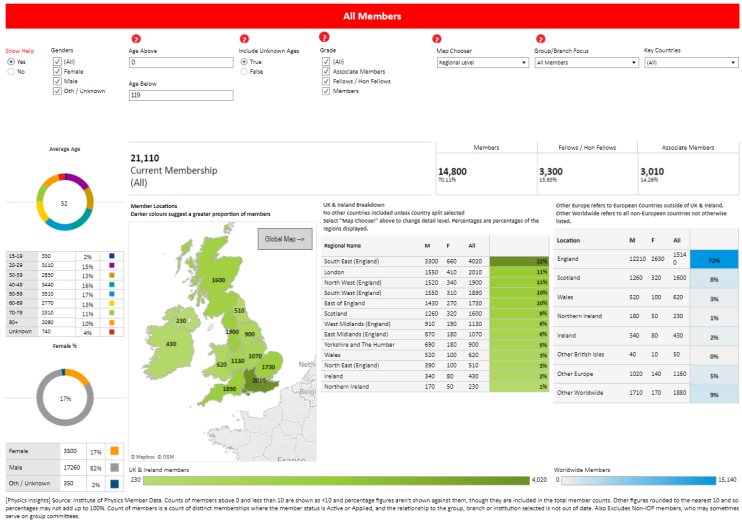 All Members
? ? ? ? ?
Show Help
Yes
No
Genders
(All)
Female
Male
Oth / Unknown
Age Above
0
Age Below
119
Include Unknown Ages
True
False
Grade
(All)
Associate Members
Fellows / Hon Fellows
Members
Map Chooser
Regional Level
Group/Branch Focus
All Members
Key Countries
(All)
Average Age
52
15-19 330 2%
20-29 3110 15%
30-39 2830 13%
40-49 3440 16%
50-59 3510 17%
60-69 2770 13%
70-79 2310 11%
80+ 2080 10%
Unknown 740 4%
Female %
17%
Female 3500 17%
Male 17260 82%
Oth / Unknown 350 2%
21,110
Current Membership
(All)
Members
14,800
70.11%
Fellows / Hon Fellows
3,300
15.63%
Associate Members
3,010
14.26%
Member Locations
Darker colours suggest a greater proportion of members
Global Map -->
1600
510
230
1900 900
430
1070
620 1130
1730
2010
1890
Neth
Belgi
France
© Mapbox © OSM
UK & Ireland Breakdown
No other countries included unless country split selected
Select "Map Chooser" above to change detail level. Percentages are percentages of the
regions displayed.
Regional Name M F All
South East (England) 3300 660 4020 22%
London 1550 410 2010 11%
North West (England) 1520 340 1900 11%
South West (England) 1550 310 1890 10%
East of England 1430 270 1730 10%
Scotland 1260 320 1600 9%
West Midlands (England) 910 190 1130 6%
East Midlands (England) 870 180 1070 6%
Yorkshire and The Humber 690 180 900 5%
Wales 520 100 620 3%
North East (England) 390 100 510 3%
Ireland 340 80 430 2%
Northern Ireland 170 50 230 1%
Other Europe refers to European Countries outside of UK & Ireland.
Other Worldwide refers to all non-European countries not otherwise
listed.
Location M F All
England 12210 2630 1514
0 72%
Scotland 1260 320 1600 8%
Wales 520 100 620 3%
Northern Ireland 180 50 230 1%
Ireland 340 80 430 2%
Other British Isles 40 10 50 0%
Other Europe 1020 140 1160 5%
Other Worldwide 1710 170 1880 9%
UK & Ireland members
230 4,020
Worldwide Members
0 15,140
[Physics Insights] Source: Institute of Physics Member Data. Counts of members above 0 and less than 10 are shown as <10 and percentage figures aren't shown against them, though they are included in the total member counts. Other figures rounded to the nearest 10 and so
percentages may not add up to 100%. Count of members is a count of distinct memberships where the member status is Active or Applied, and the relationship to the group, branch or institution selected is not out of date. Also Excludes Non-IOP members, who may sometimes
serve on group committees.